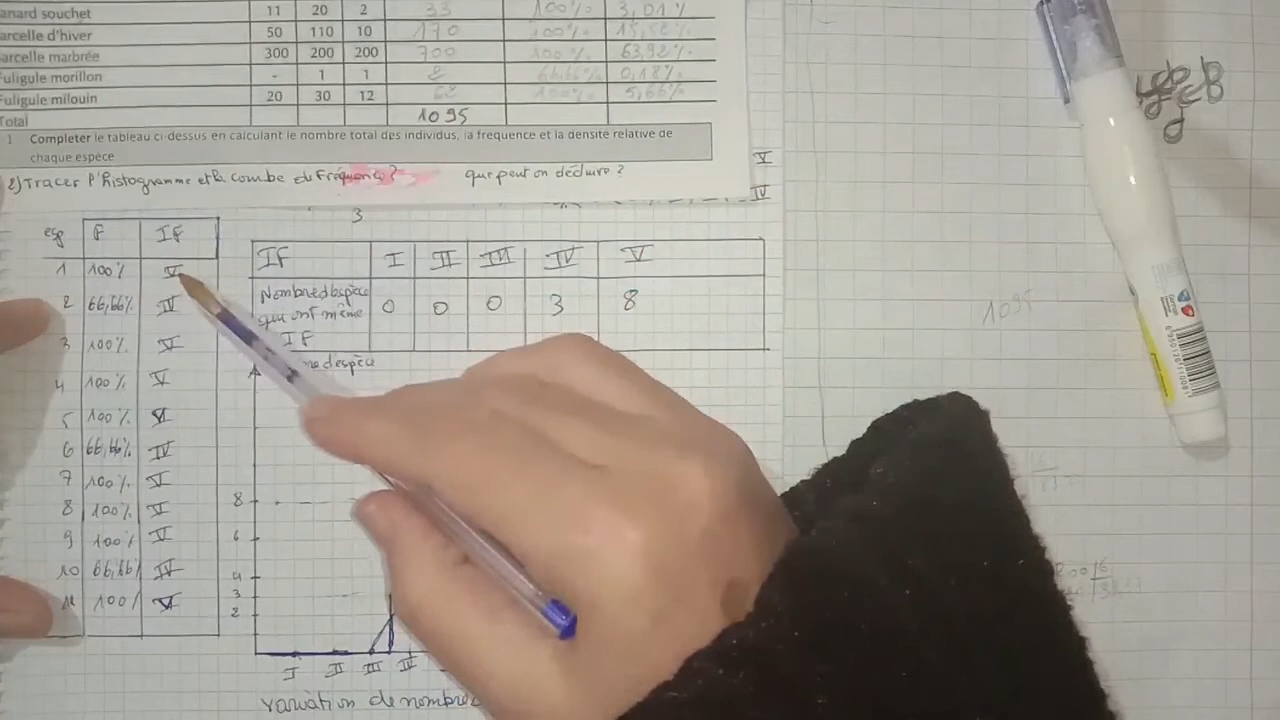 anard souchet 11 20 2 33 100% 3,01%
arcelle d'hiver 50 110 10 170 100% 15,52%
arcelle marbrée 300 200 200 700 100% 63,92%
uligule morillon - 1 1 2 66,66% 0,18%
uligule milouin 20 30 12 62 100% 5,66%
Total 1095
1 Completer le tableau ci-dessus en calculant le nombre total des individus, la frequence et la densité relative de
chaque espèce
2) Tracer l'histogramme et la courbe de Fréquence? que peut on déduire?
V
IV
3
esp F IF
1 100% V
2 66,66% IV
3 100% V
4 100% V
5 100% V
6 66,66% IV
7 100% V
8 100% V
9 100% V
10 66,66% IV
11 100% V
IF I II III IV V
Nombre d'espèce
qui ont même
IF
0 0 0 3 8
d'espèce
8
6
4
3
2
I II III IV
variation de nombre
1095